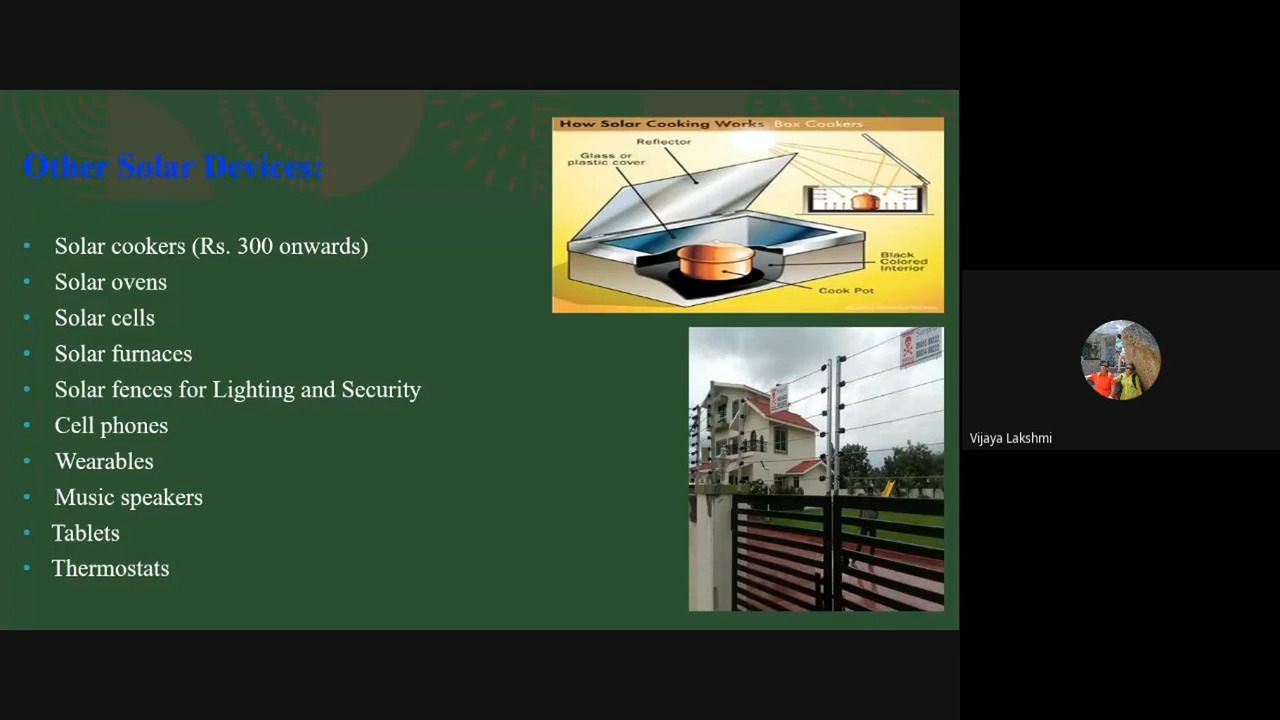 Other Solar Devices:
• Solar cookers (Rs. 300 onwards)
• Solar ovens
• Solar cells
• Solar furnaces
• Solar fences for Lighting and Security
• Cell phones
• Wearables
• Music speakers
• Tablets
• Thermostats
How Solar Cooking Works Box Cookers
Reflector
Glass or
plastic cover
Black
Colored
Interior
Cook Pot
Vijaya Lakshmi